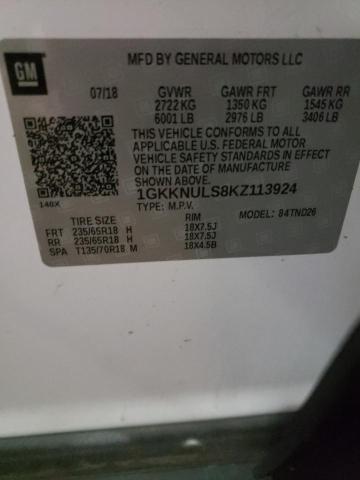 GM
MFD BY GENERAL MOTORS LLC
07/18 GVWR GAWR FRT GAWR RR
2722 KG 1350 KG 1545 KG
6001 LB 2976 LB 3406 LB
THIS VEHICLE CONFORMS TO ALL
APPLICABLE U.S. FEDERAL MOTOR
VEHICLE SAFETY STANDARDS IN EFFECT
ON THE DATE OF MANUFACTURE
SHOWN ABOVE.
1GKKNULS8KZ113924
140X TYPE: M.P.V. MODEL: 84TND26
TIRE SIZE RIM
FRT 235/65R18 H 18X7.5J
RR 235/65R18 H 18X7.5J
SPA T135/70R18 M 18X4.5B